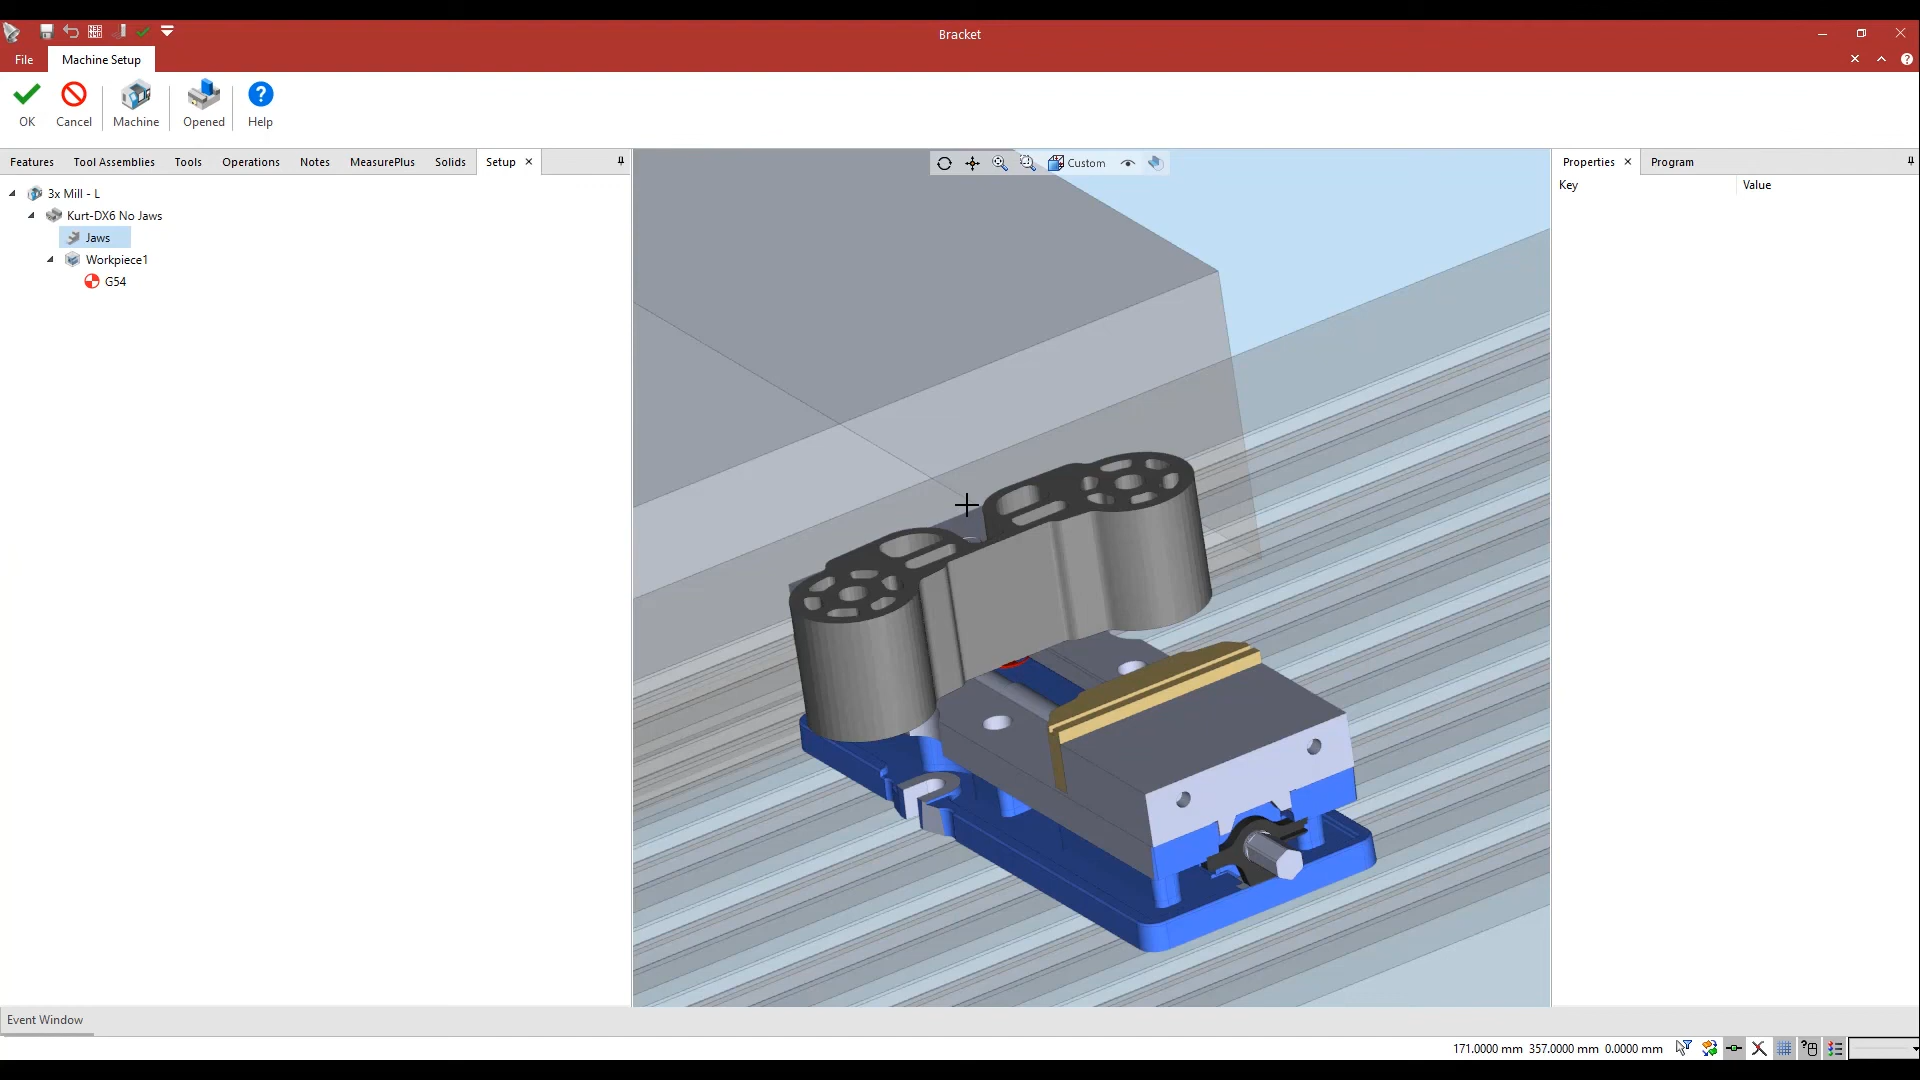 Bracket
File
Machine Setup
OK
Cancel
Machine
Opened
Help
Features
Tool Assemblies
Tools
Operations
Notes
MeasurePlus
Solids
Setup
Custom
Properties
Program
Key
Value
3x Mill - L
Kurt-DX6 No Jaws
Jaws
Workpiece1
G54
Event Window
171.0000 mm 357.0000 mm 0.0000 mm